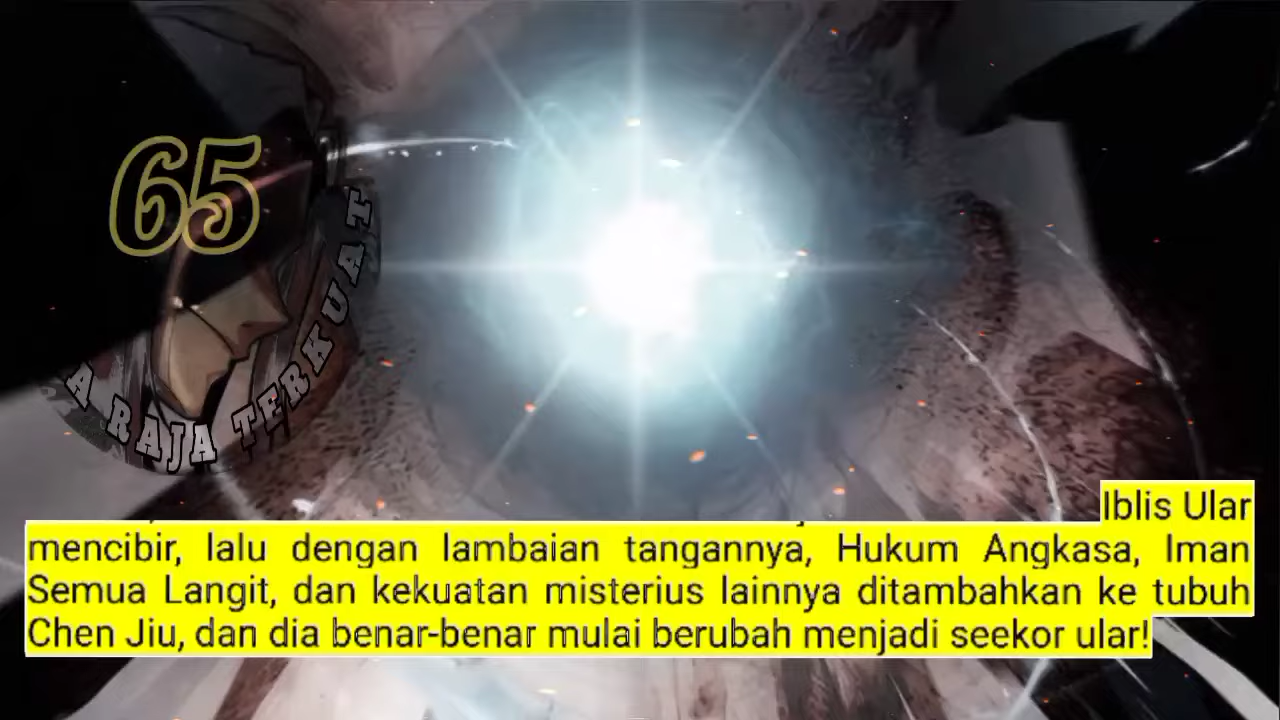 65
A RAJA TERKUAT
Iblis Ular
mencibir, lalu dengan lambaian tangannya, Hukum Angkasa, Iman
Semua Langit, dan kekuatan misterius lainnya ditambahkan ke tubuh
Chen Jiu, dan dia benar-benar mulai berubah menjadi seekor ular!